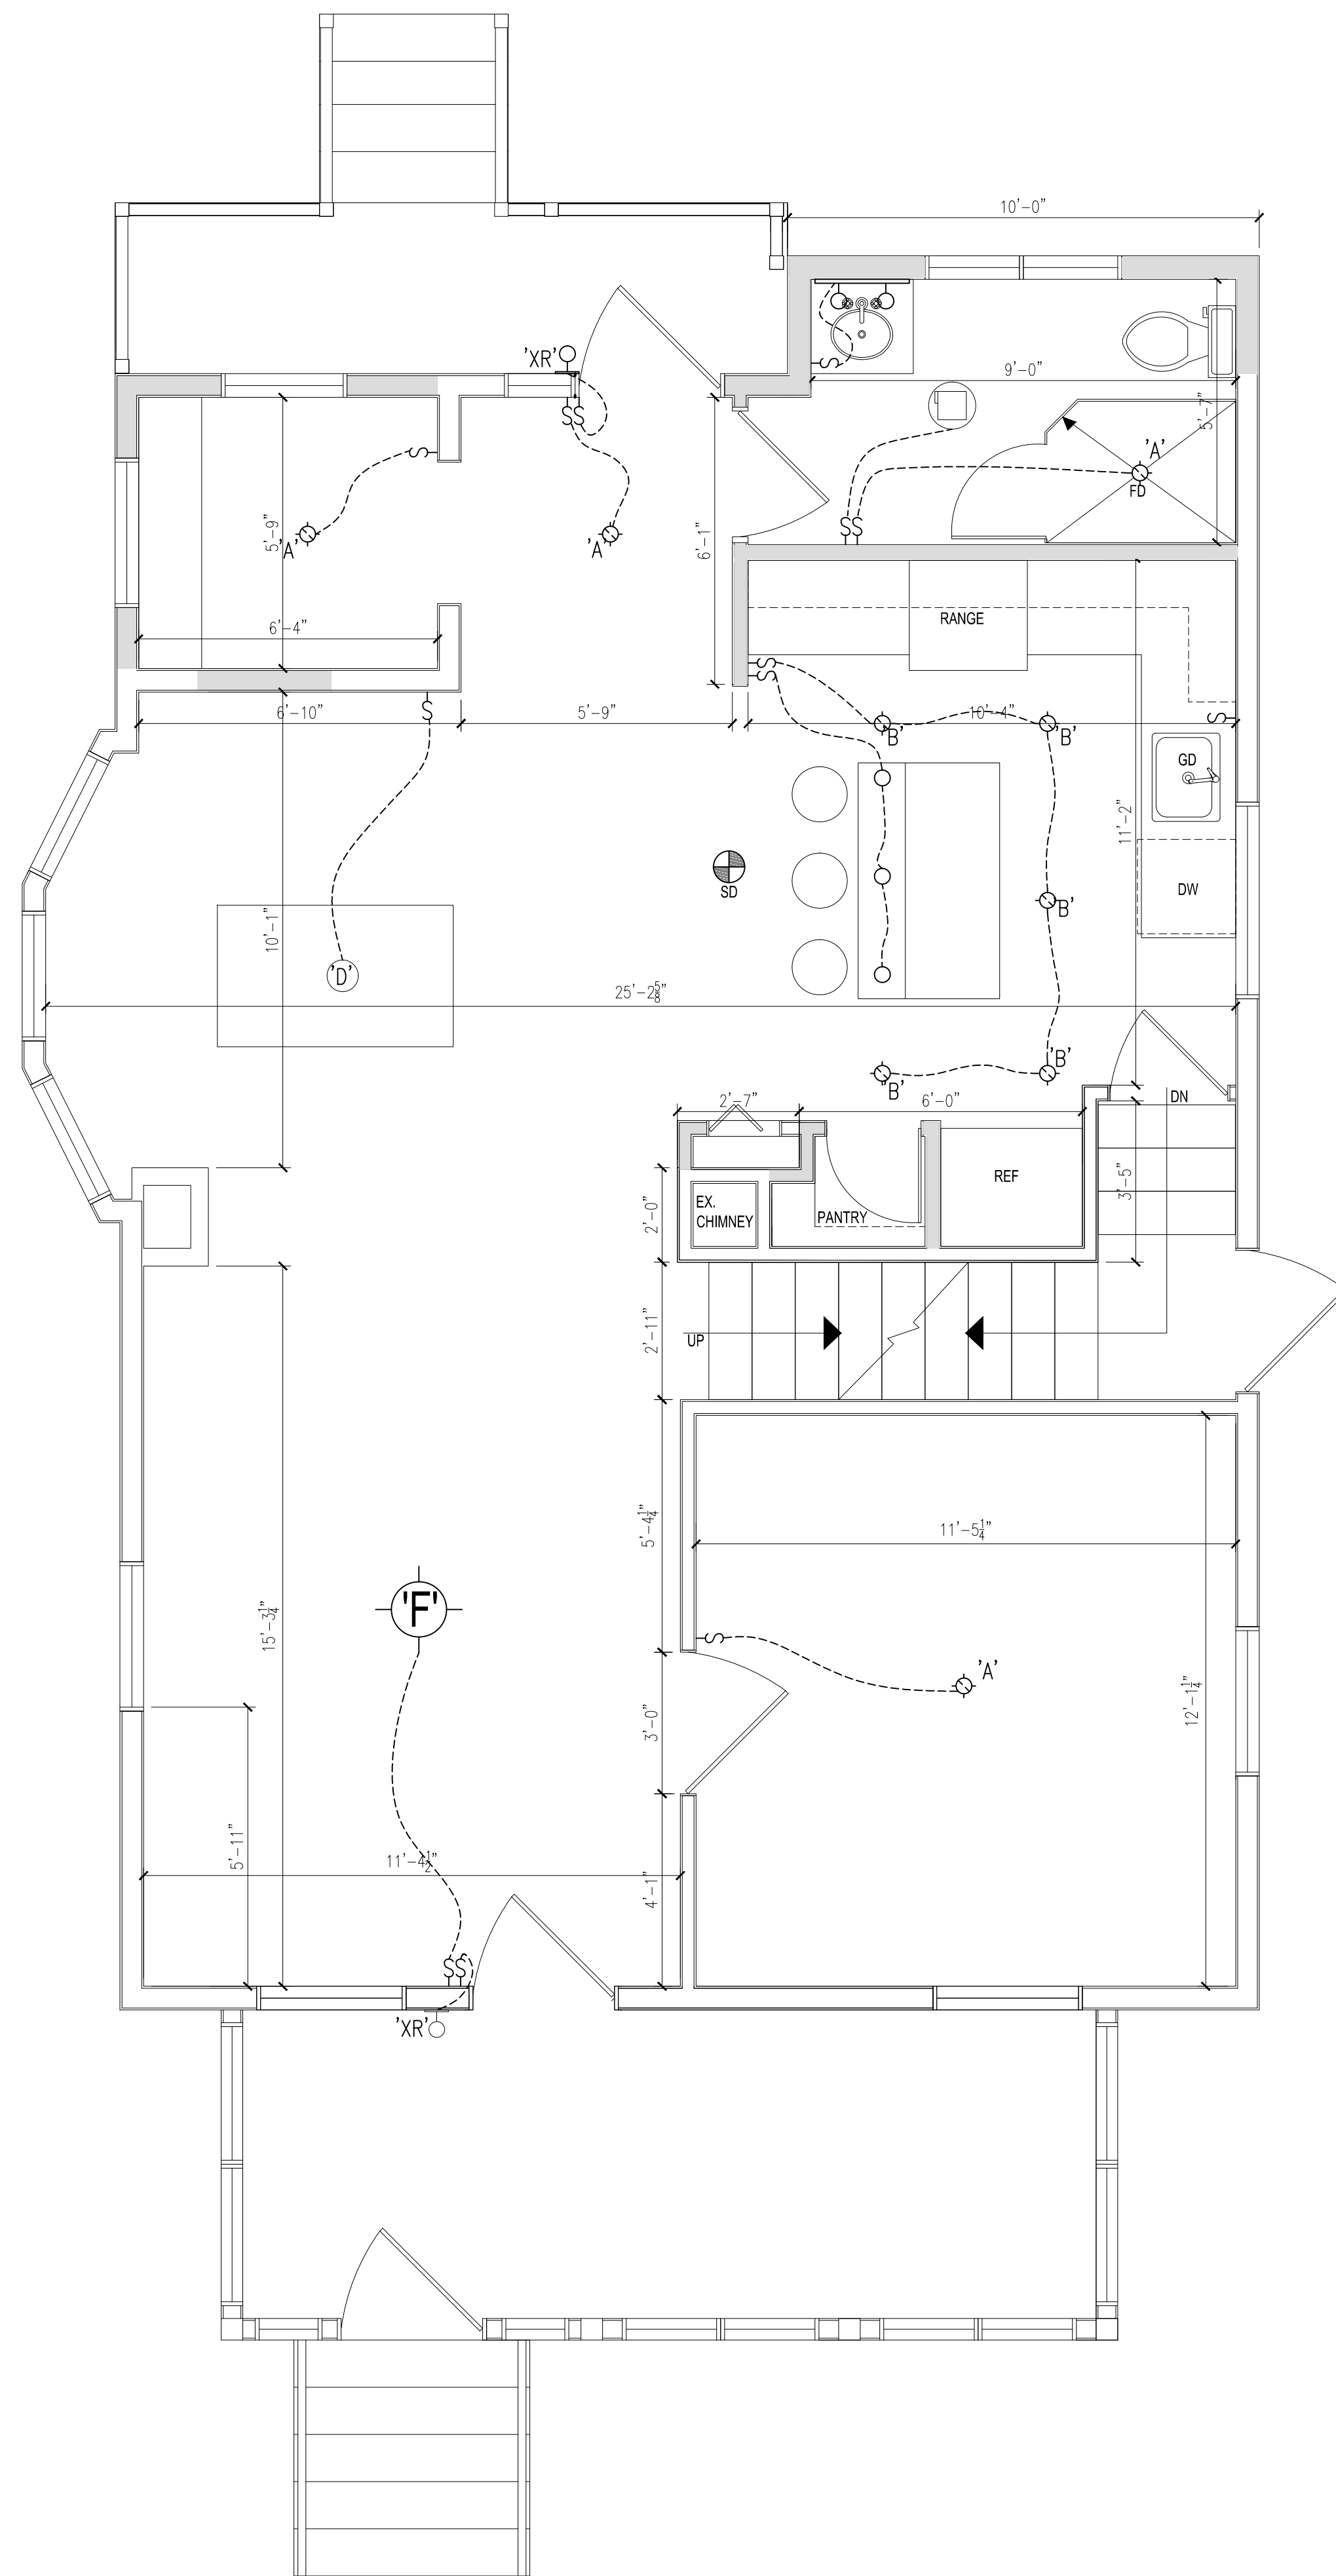 10'-0"
'XR'
SS
S
9'-0"
5'-7"
'A'
FD
S
5'-9"
'A'
'A'
6'-1"
SS
6'-4"
RANGE
S
S
S
6'-10"
5'-9"
10'-4"
S
'B'
'B'
GD
11'-2"
SD
DW
'B'
10'-1"
'D'
25'-2 5/8"
'B'
'B'
2'-7"
6'-0"
DN
EX.
CHIMNEY
2'-0"
PANTRY
REF
3'-5"
UP
2'-11"
5'-4 1/4"
11'-5 1/4"
'F'
15'-3 1/4"
S
'A'
12'-1 1/4"
3'-0"
5'-11"
11'-4 1/2"
4'-1"
SS
'XR'